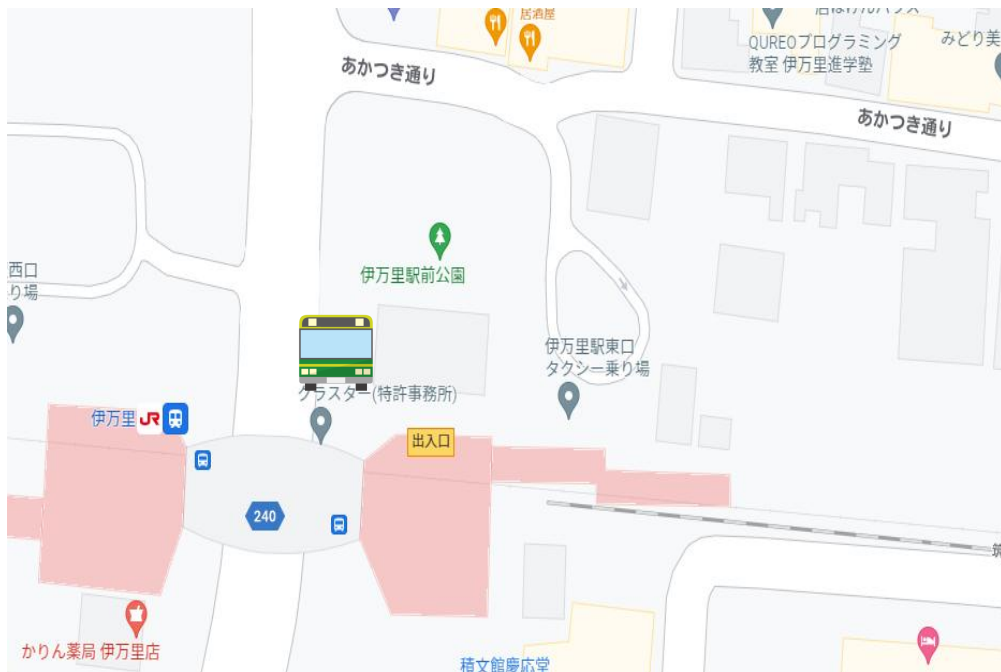 居酒屋
QUREOプログラミング
教室 伊万里進学塾
みどり美
あかつき通り
あかつき通り
伊万里駅前公園
西口
り場
伊万里駅東口
タクシー乗り場
クラスター(特許事務所)
伊万里 JR
出入口
240
かりん薬局 伊万里店
積文館慶応堂